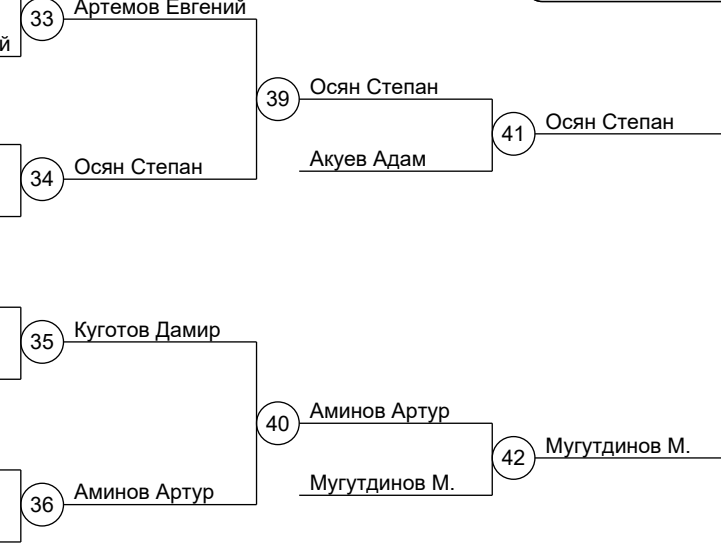 33
Артемов Евгений
й
39
Осян Степан
41
Осян Степан
Акуев Адам
34
Осян Степан
35
Куготов Дамир
40
Аминов Артур
42
Мугутдинов М.
Мугутдинов М.
36
Аминов Артур